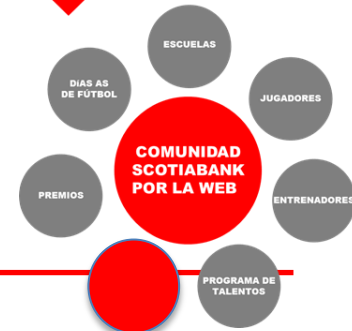 ESCUELAS
DÍAS AS
DE FÚTBOL
JUGADORES
COMUNIDAD
SCOTIABANK
POR LA WEB
PREMIOS
ENTRENADORES
PROGRAMA DE
TALENTOS